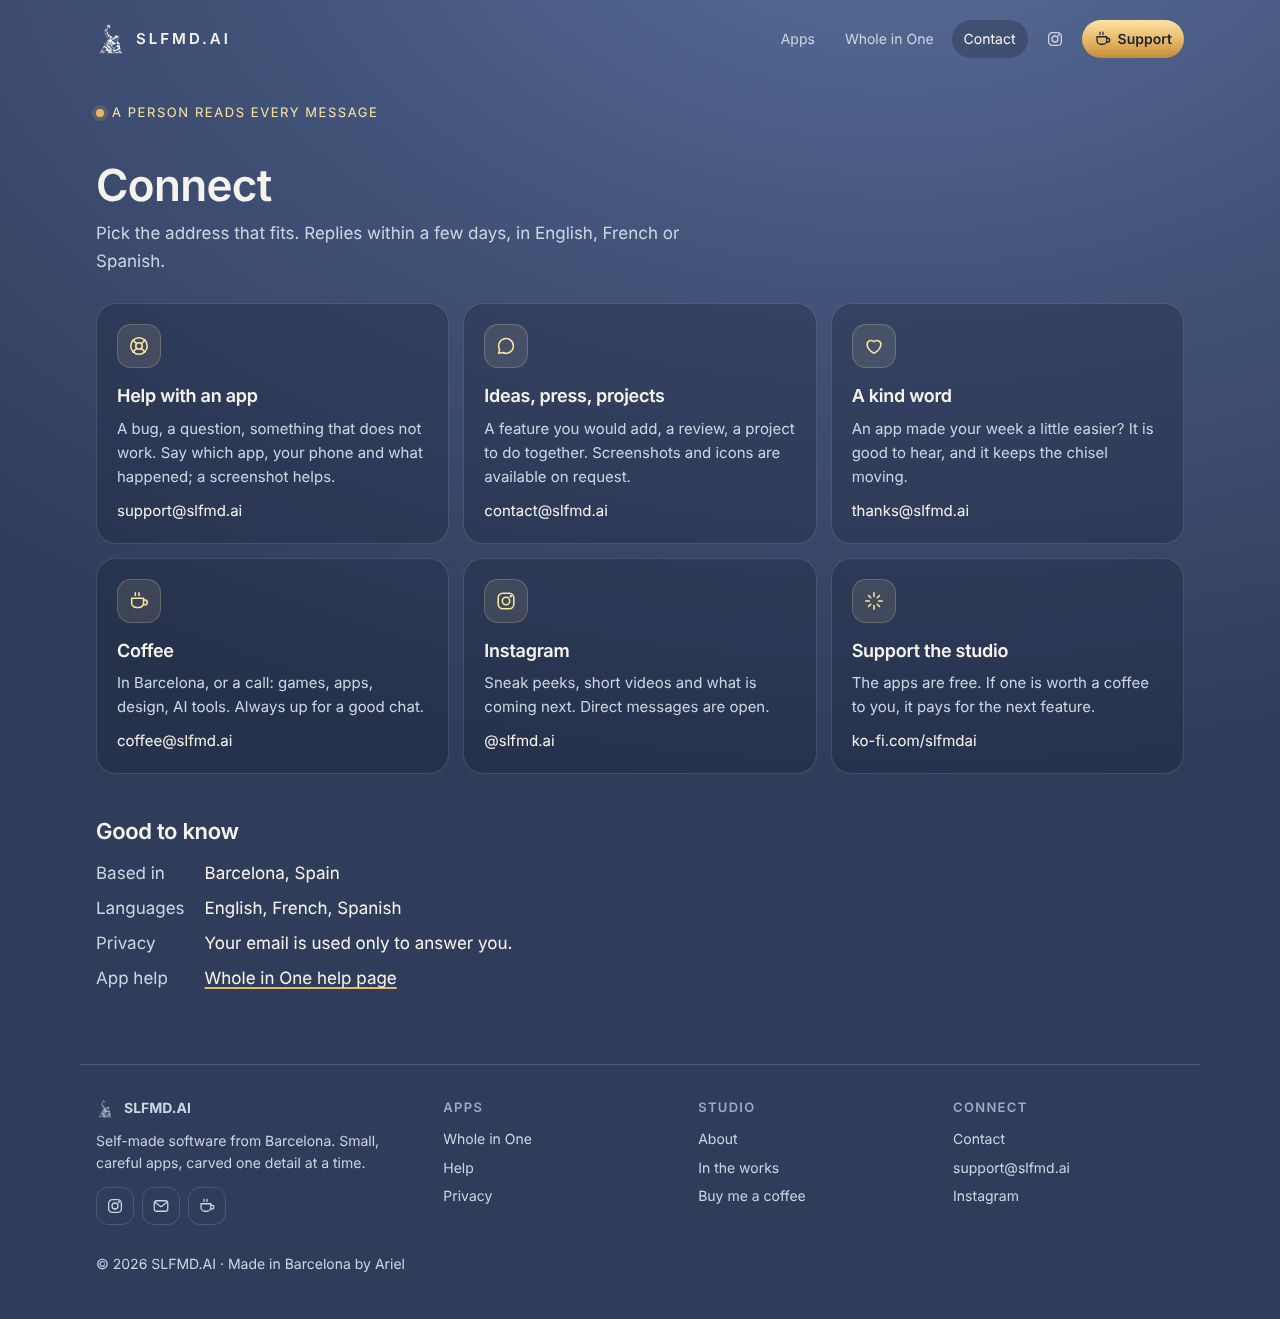 SLFMD.AI
Apps
Whole in One
Contact
Support
A PERSON READS EVERY MESSAGE
Connect
Pick the address that fits. Replies within a few days, in English, French or
Spanish.
Help with an app
A bug, a question, something that does not
work. Say which app, your phone and what
happened; a screenshot helps.
support@slfmd.ai
Ideas, press, projects
A feature you would add, a review, a project
to do together. Screenshots and icons are
available on request.
contact@slfmd.ai
A kind word
An app made your week a little easier? It is
good to hear, and it keeps the chisel
moving.
thanks@slfmd.ai
Coffee
In Barcelona, or a call: games, apps,
design, AI tools. Always up for a good chat.
coffee@slfmd.ai
Instagram
Sneak peeks, short videos and what is
coming next. Direct messages are open.
@slfmd.ai
Support the studio
The apps are free. If one is worth a coffee
to you, it pays for the next feature.
ko-fi.com/slfmdai
Good to know
Based in Barcelona, Spain
Languages English, French, Spanish
Privacy Your email is used only to answer you.
App help Whole in One help page
SLFMD.AI
Self-made software from Barcelona. Small,
careful apps, carved one detail at a time.
APPS
Whole in One
Help
Privacy
STUDIO
About
In the works
Buy me a coffee
CONNECT
Contact
support@slfmd.ai
Instagram
© 2026 SLFMD.AI · Made in Barcelona by Ariel